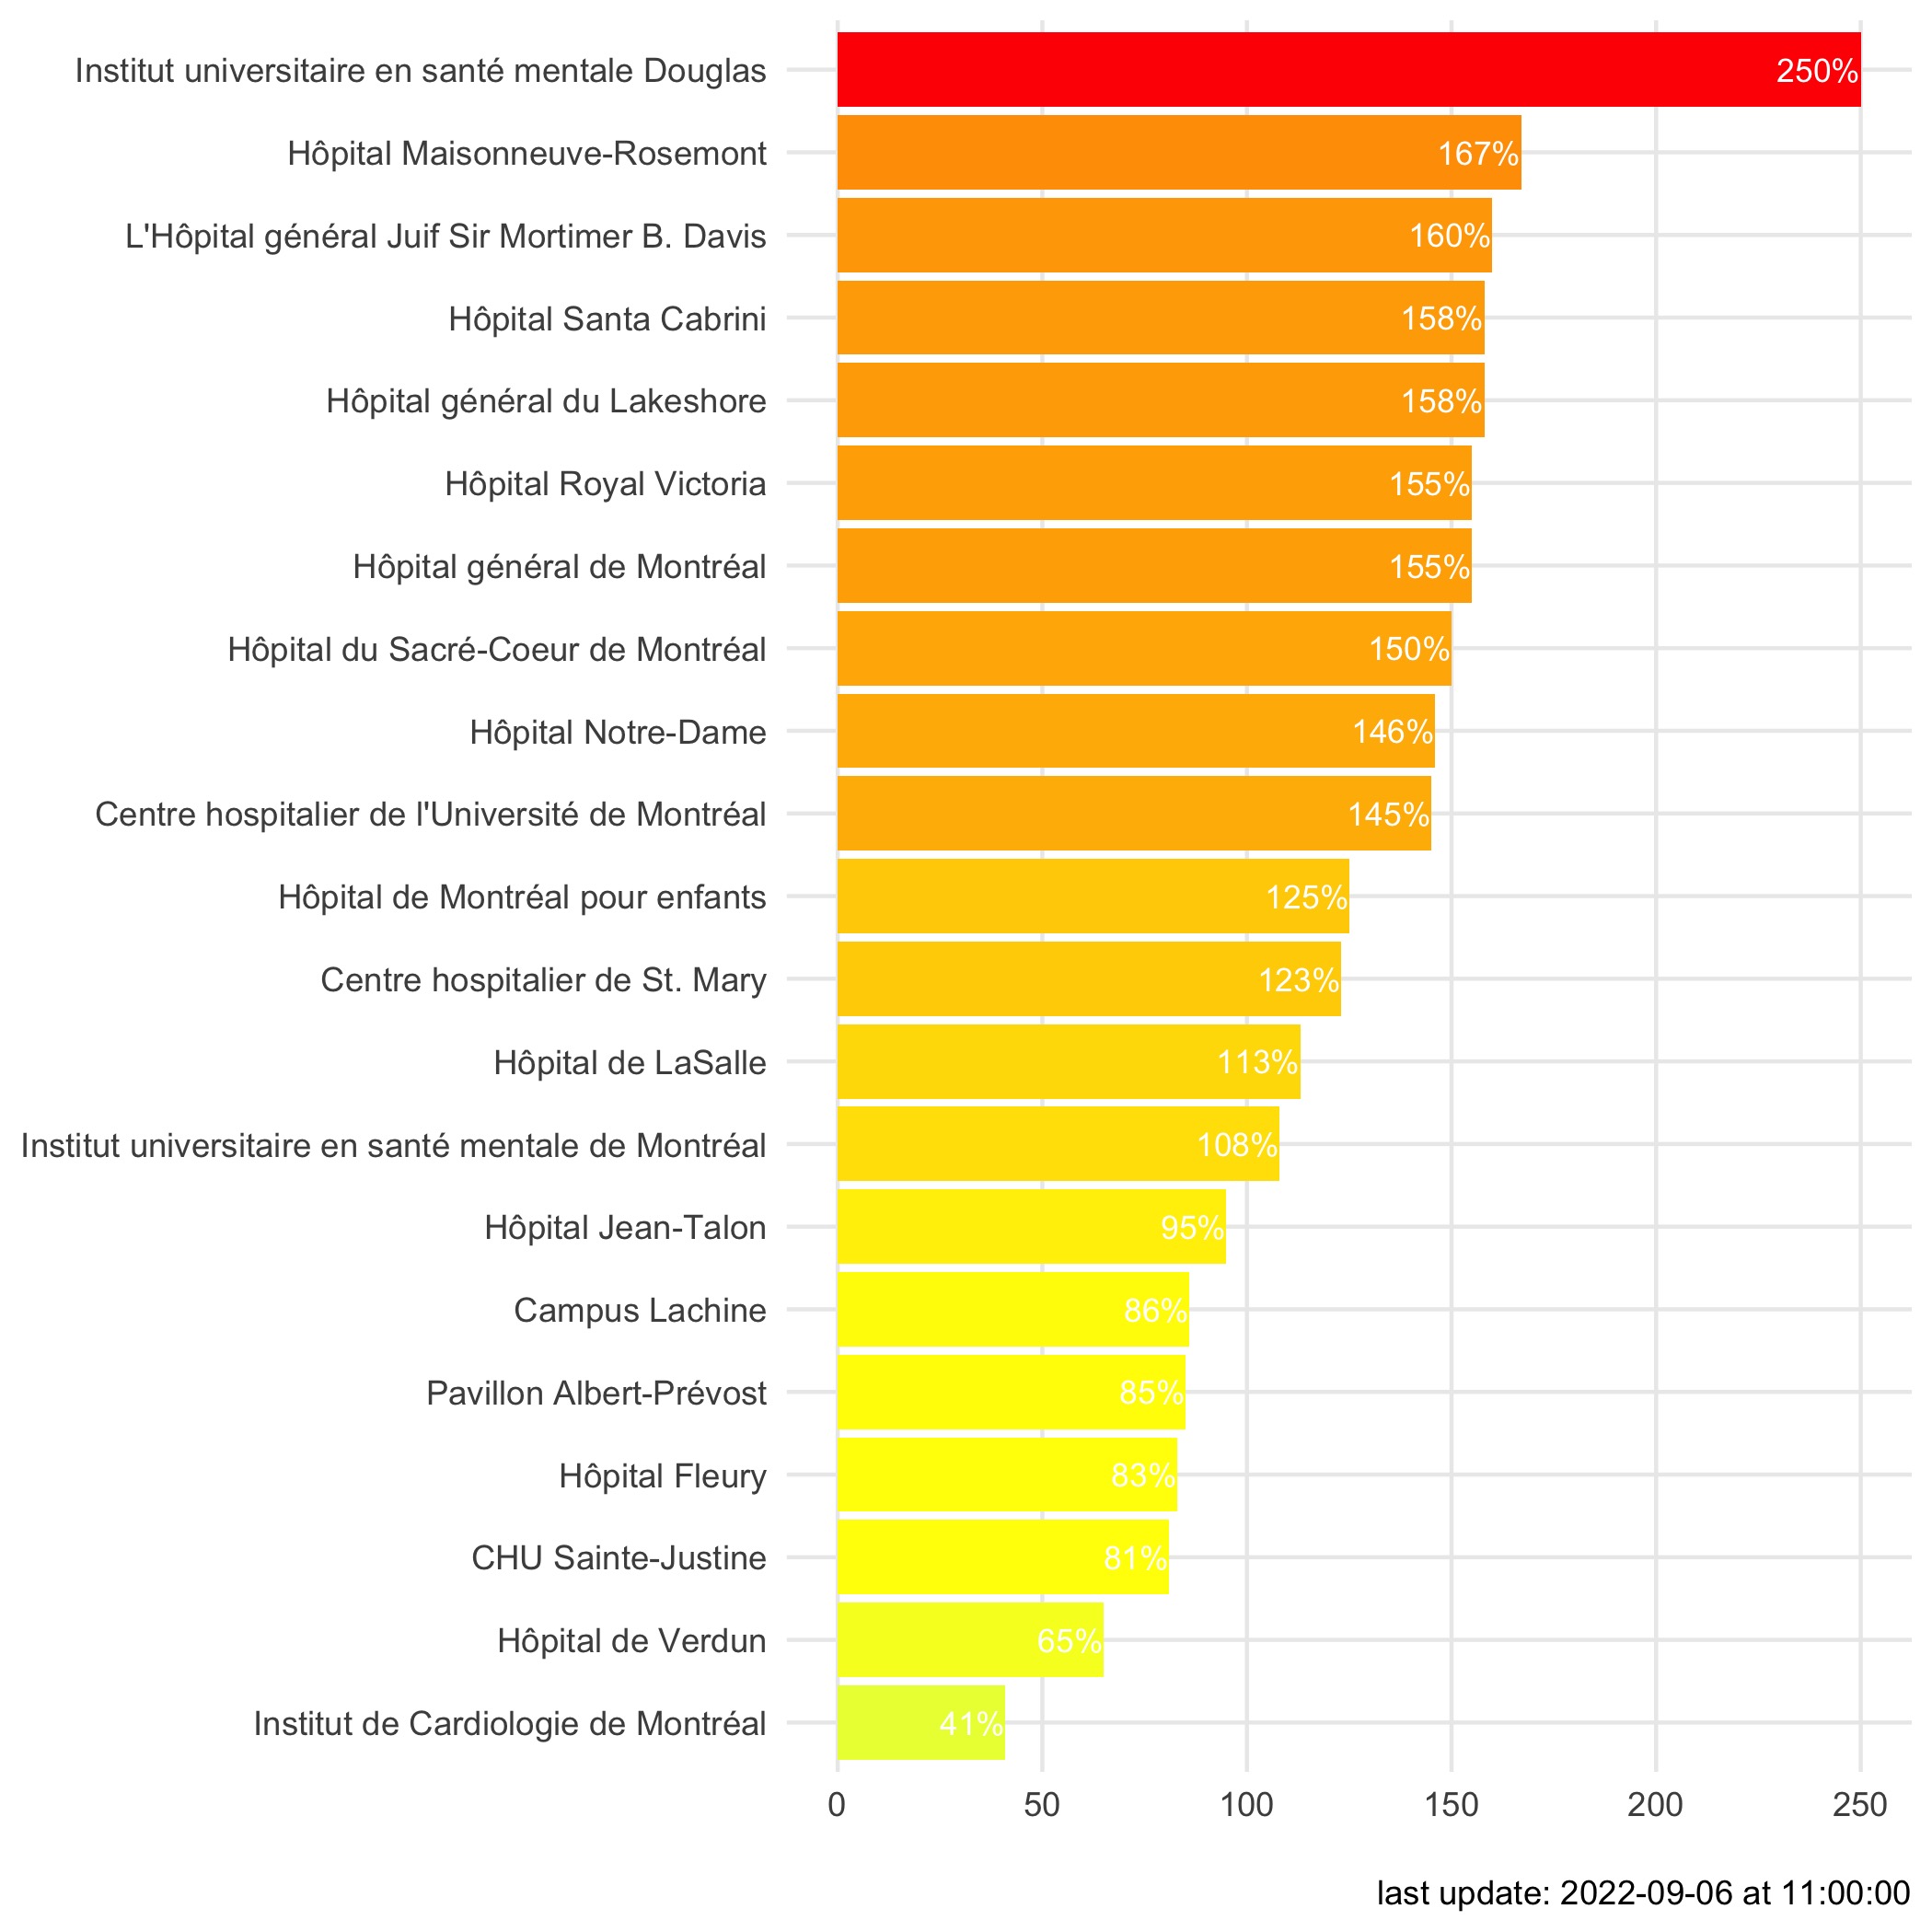 Institut universitaire en santé mentale Douglas 250%
Hôpital Maisonneuve-Rosemont 167%
L'Hôpital général Juif Sir Mortimer B. Davis 160%
Hôpital Santa Cabrini 158%
Hôpital général du Lakeshore 158%
Hôpital Royal Victoria 155%
Hôpital général de Montréal 155%
Hôpital du Sacré-Coeur de Montréal 150%
Hôpital Notre-Dame 146%
Centre hospitalier de l'Université de Montréal 145%
Hôpital de Montréal pour enfants 125%
Centre hospitalier de St. Mary 123%
Hôpital de LaSalle 113%
Institut universitaire en santé mentale de Montréal 108%
Hôpital Jean-Talon 95%
Campus Lachine 86%
Pavillon Albert-Prévost 85%
Hôpital Fleury 83%
CHU Sainte-Justine 81%
Hôpital de Verdun 65%
Institut de Cardiologie de Montréal 41%
0 50 100 150 200 250
last update: 2022-09-06 at 11:00:00